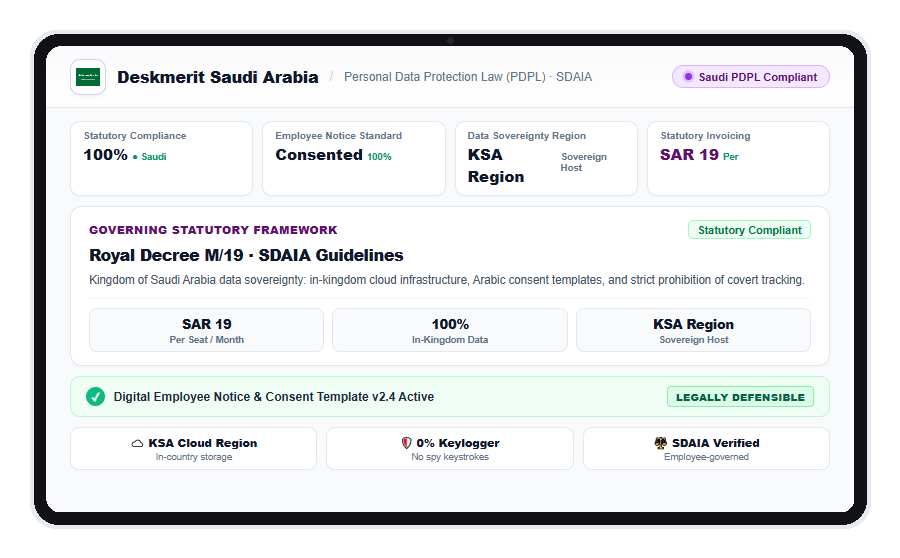 Deskmerit Saudi Arabia / Personal Data Protection Law (PDPL) · SDAIA
Saudi PDPL Compliant
Statutory Compliance
100% ● Saudi
Employee Notice Standard
Consented 100%
Data Sovereignty Region
KSA Region
Sovereign Host
Statutory Invoicing
SAR 19 Per
GOVERNING STATUTORY FRAMEWORK
Statutory Compliant
Royal Decree M/19 · SDAIA Guidelines
Kingdom of Saudi Arabia data sovereignty: in-kingdom cloud infrastructure, Arabic consent templates, and strict prohibition of covert tracking.
SAR 19
Per Seat / Month
100%
In-Kingdom Data
KSA Region
Sovereign Host
Digital Employee Notice & Consent Template v2.4 Active
LEGALLY DEFENSIBLE
KSA Cloud Region
In-country storage
0% Keylogger
No spy keystrokes
SDAIA Verified
Employee-governed